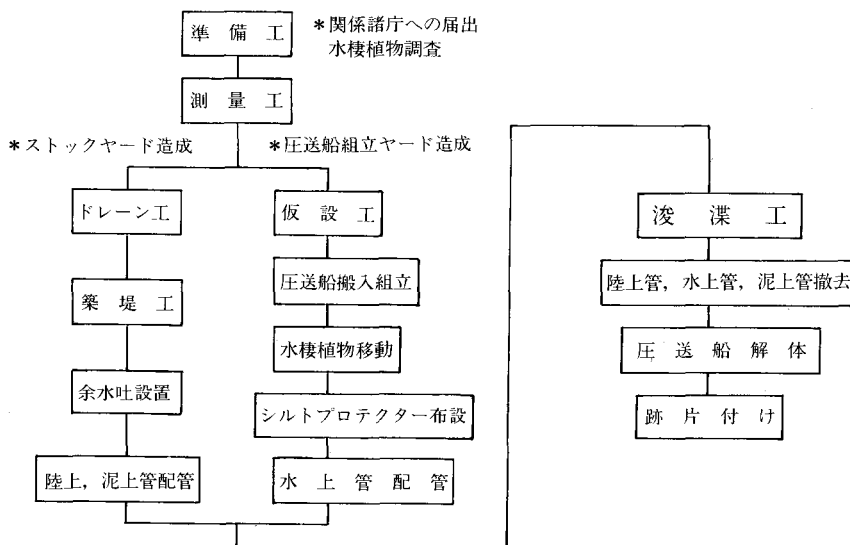 準備工
*関係諸庁への届出
水棲植物調査
測量工
*ストックヤード造成
*圧送船組立ヤード造成
ドレーン工
築堤工
余水吐設置
陸上，泥上管配管
仮設工
圧送船搬入組立
水棲植物移動
シルトプロテクター布設
水上管配管
浚渫工
陸上管，水上管，泥上管撤去
圧送船解体
跡片付け